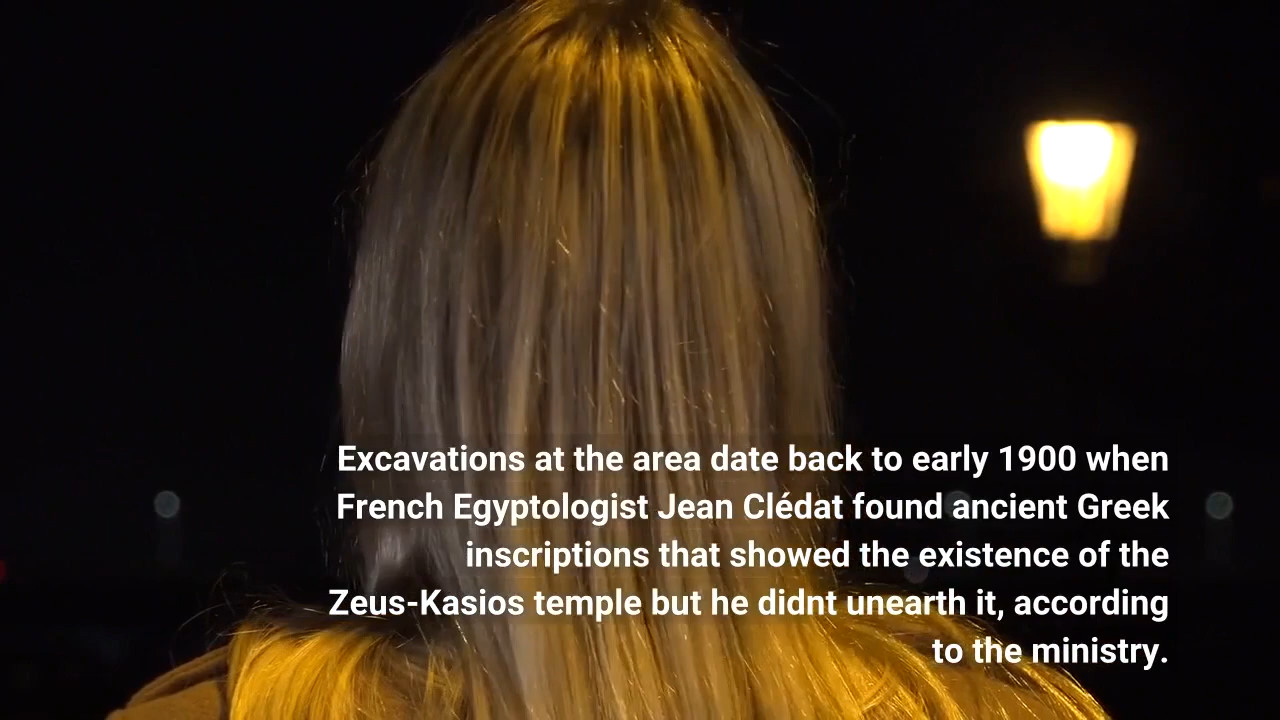 Excavations at the area date back to early 1900 when
French Egyptologist Jean Clédat found ancient Greek
inscriptions that showed the existence of the
Zeus-Kasios temple but he didnt unearth it, according
to the ministry.